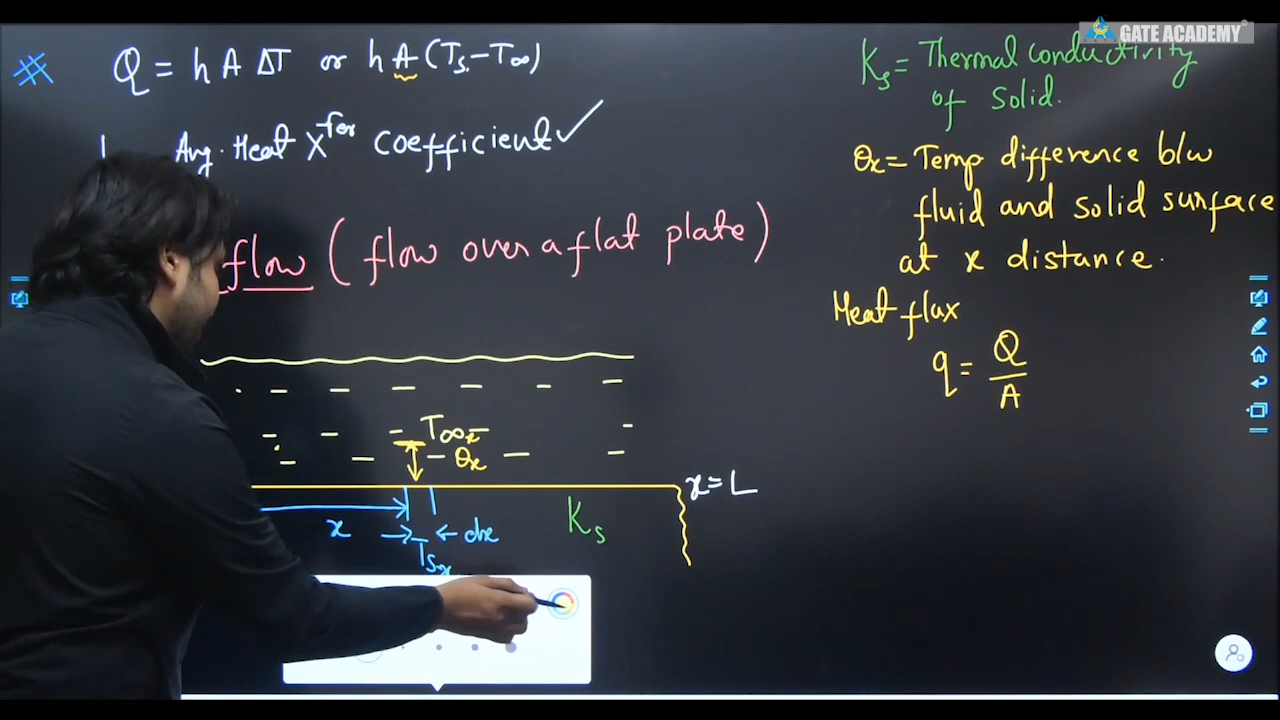 GATE ACADEMY
Q = h A ΔT or h A (Ts - T∞)
Avg. Heat X^fer coefficient ✓
flow (flow over a flat plate)
T∞x
θx
x = L
x
dx
Ks
Tsx
Ks = Thermal conductivity
of solid.
θx = Temp difference b/w
fluid and solid surface
at x distance.
Heat flux
q = Q/A